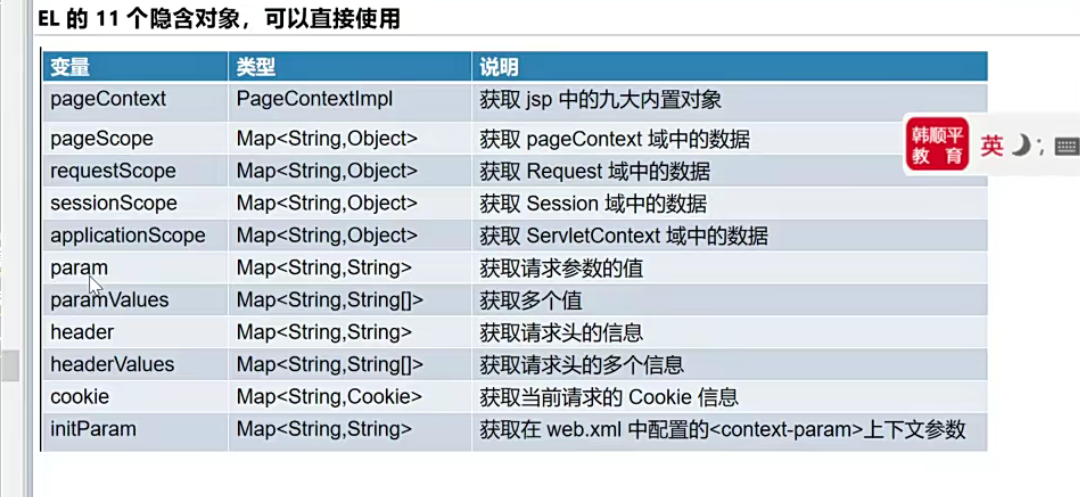 EL 的 11 个隐含对象，可以直接使用
变量 类型 说明
pageContext PageContextImpl 获取 jsp 中的九大内置对象
pageScope Map<String,Object> 获取 pageContext 域中的数据
requestScope Map<String,Object> 获取 Request 域中的数据
sessionScope Map<String,Object> 获取 Session 域中的数据
applicationScope Map<String,Object> 获取 ServletContext 域中的数据
param Map<String,String> 获取请求参数的值
paramValues Map<String,String[]> 获取多个值
header Map<String,String> 获取请求头的信息
headerValues Map<String,String[]> 获取请求头的多个信息
cookie Map<String,Cookie> 获取当前请求的 Cookie 信息
initParam Map<String,String> 获取在 web.xml 中配置的<context-param>上下文参数
韩顺平
教 育
英